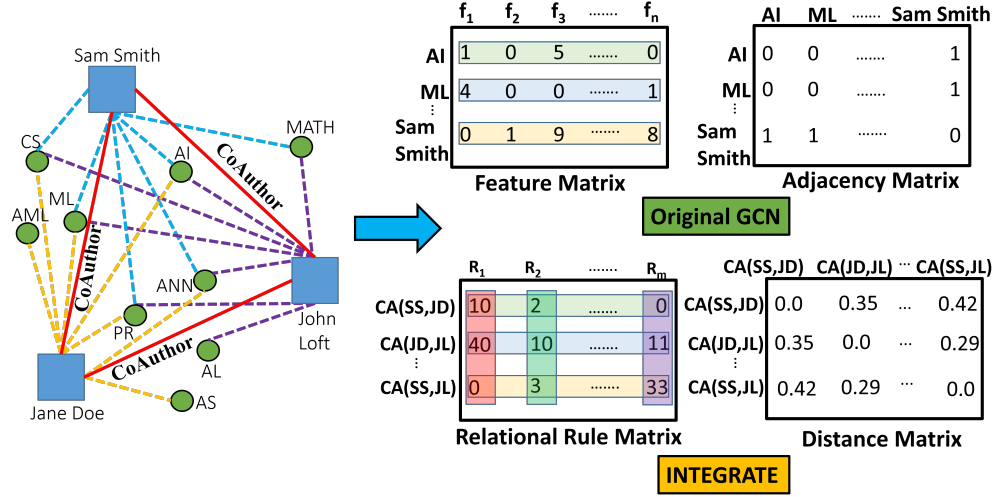 Sam Smith
CS
AI
MATH
ML
AML
CoAuthor
CoAuthor
ANN
PR
John
Loft
CoAuthor
AL
AS
Jane Doe
f1 f2 f3 ....... fn
AI 1 0 5 ....... 0
ML 4 0 0 ....... 1
Sam Smith 0 1 9 ....... 8
Feature Matrix
AI ML ....... Sam Smith
AI 0 0 ....... 1
ML 0 0 ....... 1
Sam Smith 1 1 ....... 0
Adjacency Matrix
Original GCN
R1 R2 ....... Rm
CA(SS,JD) 10 2 ....... 0
CA(JD,JL) 40 10 ....... 11
CA(SS,JL) 0 3 ....... 33
Relational Rule Matrix
CA(SS,JD) CA(JD,JL) ... CA(SS,JL)
CA(SS,JD) 0.0 0.35 ... 0.42
CA(JD,JL) 0.35 0.0 ... 0.29
CA(SS,JL) 0.42 0.29 ... 0.0
Distance Matrix
INTEGRATE